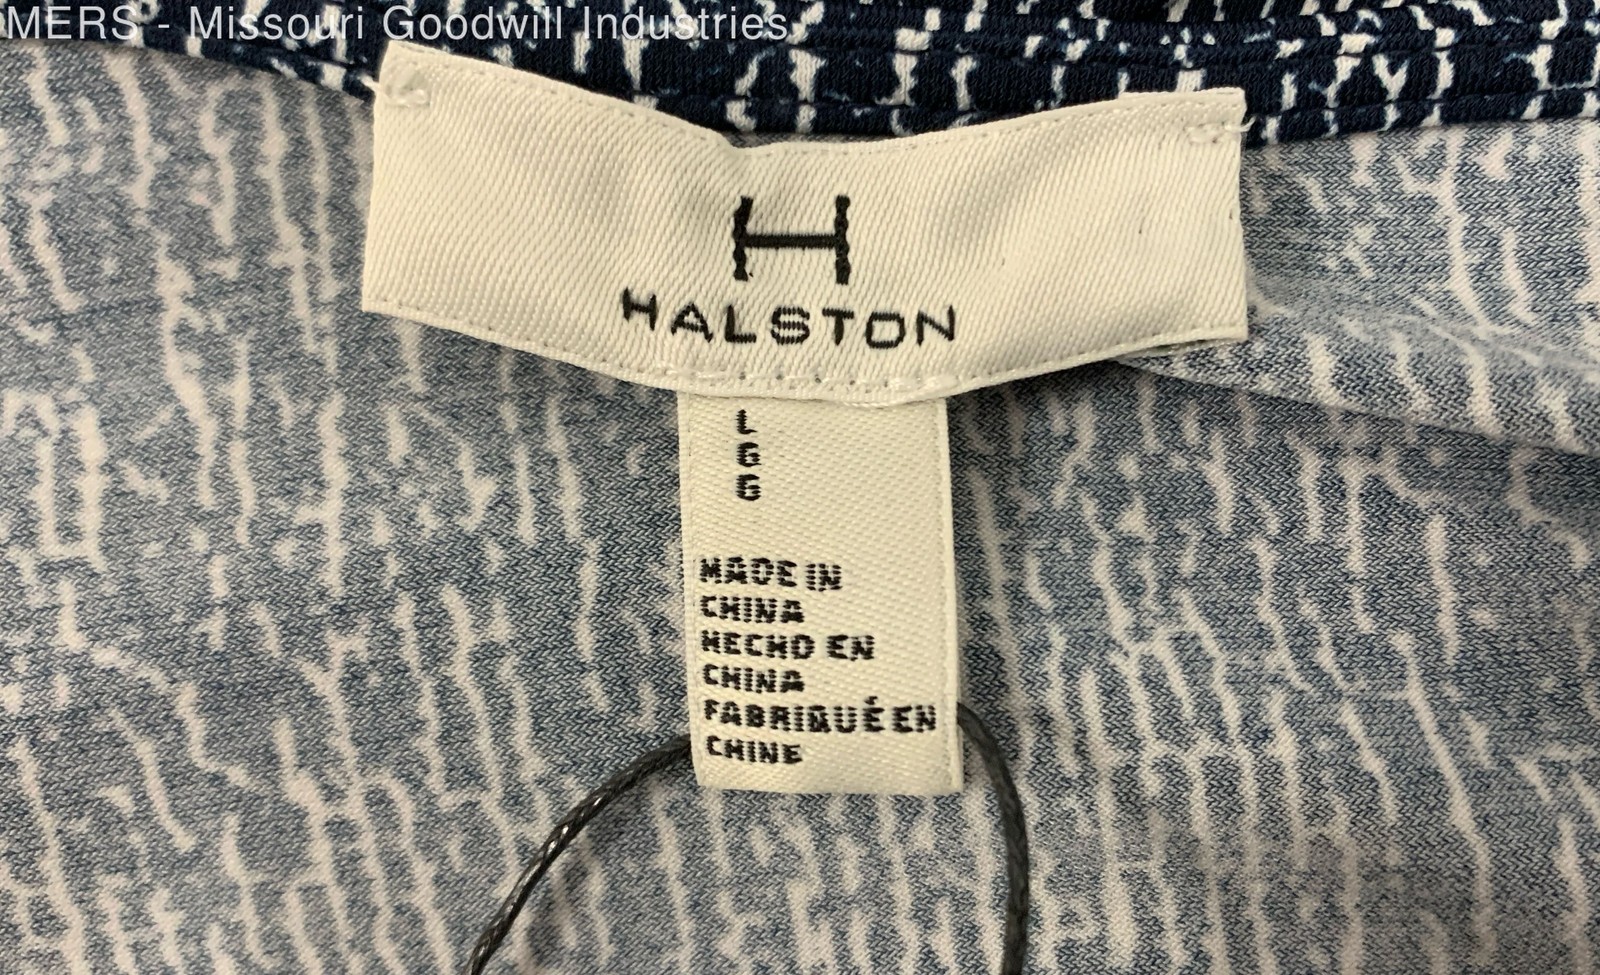 MERS - Missouri Goodwill Industries
H
HALSTON
L
G
G
MADE IN
CHINA
HECHO EN
CHINA
FABRIQUÉ EN
CHINE